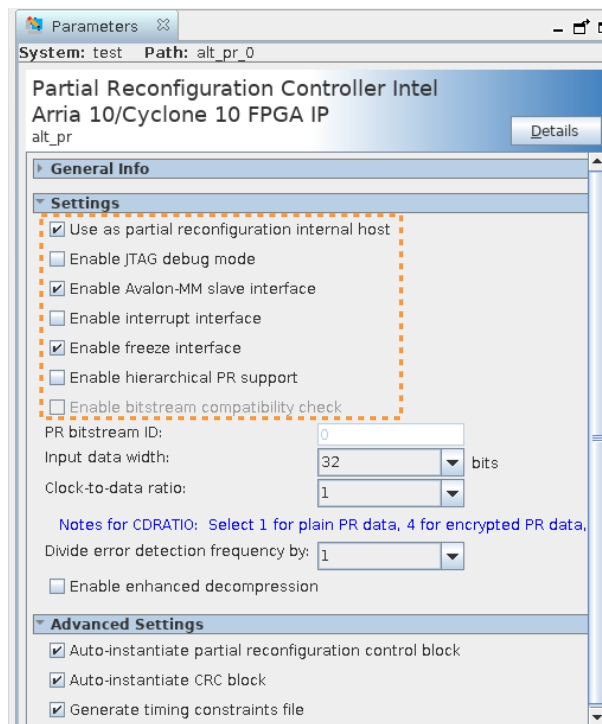 Parameters
System: test Path: alt_pr_0
Partial Reconfiguration Controller Intel
Arria 10/Cyclone 10 FPGA IP
alt_pr
Details
General Info
Settings
Use as partial reconfiguration internal host
Enable JTAG debug mode
Enable Avalon-MM slave interface
Enable interrupt interface
Enable freeze interface
Enable hierarchical PR support
Enable bitstream compatibility check
PR bitstream ID: 0
Input data width: 32 bits
Clock-to-data ratio: 1
Notes for CDRATIO: Select 1 for plain PR data, 4 for encrypted PR data,
Divide error detection frequency by: 1
Enable enhanced decompression
Advanced Settings
Auto-instantiate partial reconfiguration control block
Auto-instantiate CRC block
Generate timing constraints file